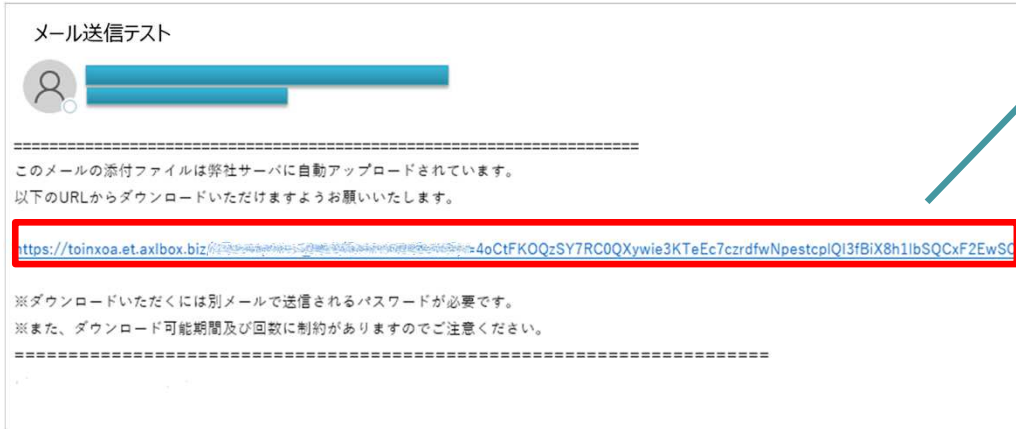 メール送信テスト
======================================================================
このメールの添付ファイルは弊社サーバに自動アップロードされています。
以下のURLからダウンロードいただけますようお願いいたします。
https://toinxoa.et.axlbox.biz/ =4oCtFKOQzSY7RC0QXywie3KTeEc7czrdfwNpestcplQI3fBiX8h1lbSQCxF2EwSC
※ダウンロードいただくには別メールで送信されるパスワードが必要です。
※また、ダウンロード可能期間及び回数に制約がありますのでご注意ください。
======================================================================